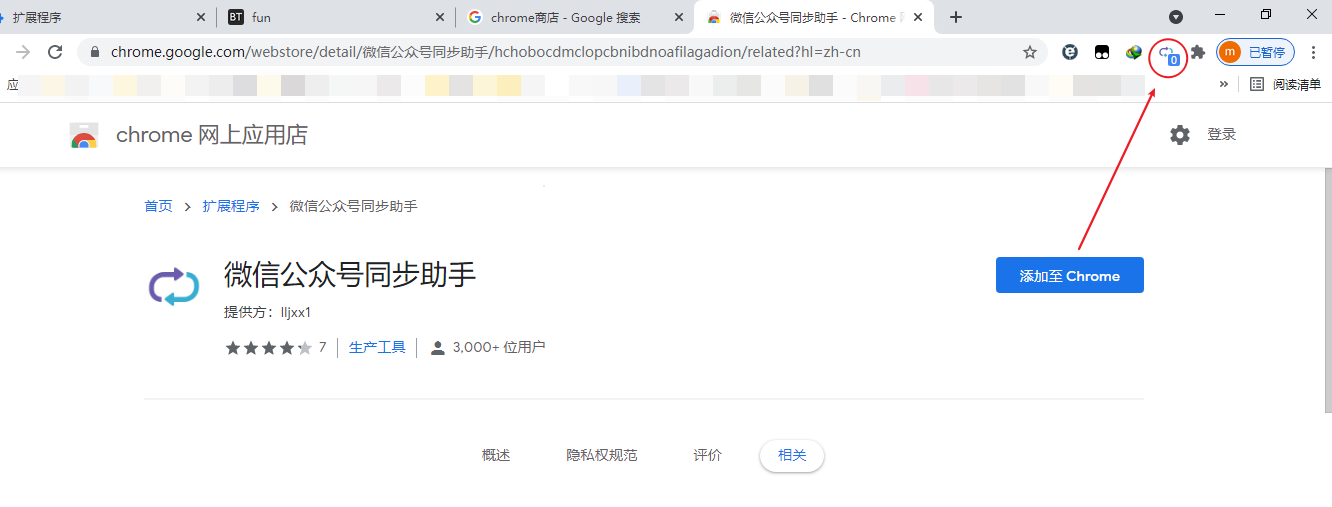 扩展程序
BT fun
chrome商店 - Google 搜索
微信公众号同步助手 - Chrome
chrome.google.com/webstore/detail/微信公众号同步助手/hchobocdmclopcbnibdnoafilagadion/related?hl=zh-cn
0
m 已暂停
应
» 阅读清单
chrome 网上应用店
登录
首页 > 扩展程序 > 微信公众号同步助手
微信公众号同步助手
添加至 Chrome
提供方：lljxx1
7 生产工具 3,000+ 位用户
概述 隐私权规范 评价 相关